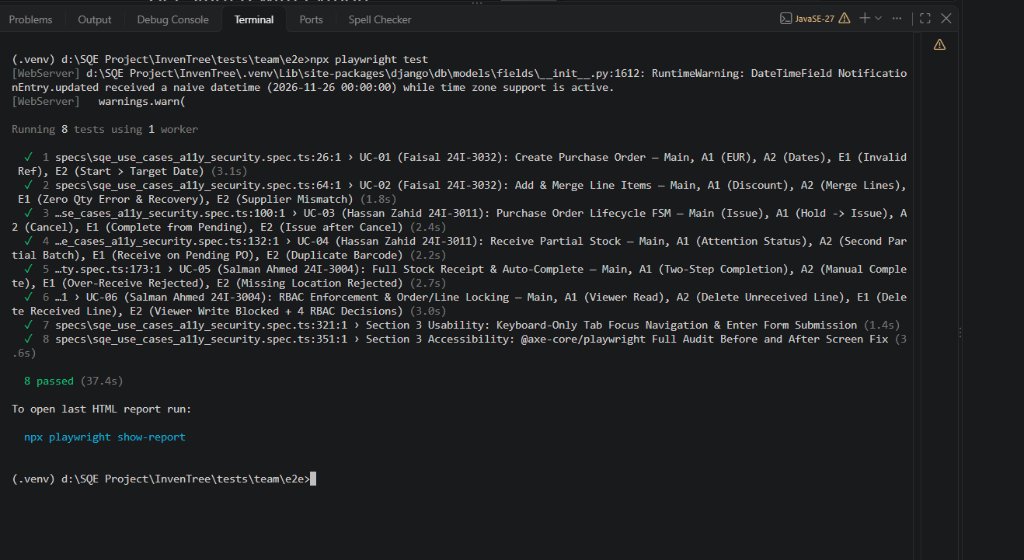 Problems Output Debug Console Terminal Ports Spell Checker JavaSE-27
(.venv) d:\SQE Project\InvenTree\tests\team\e2e>npx playwright test
[WebServer] d:\SQE Project\InvenTree\.venv\Lib\site-packages\django\db\models\fields\__init__.py:1612: RuntimeWarning: DateTimeField Notificatio
nEntry.updated received a naive datetime (2026-11-26 00:00:00) while time zone support is active.
[WebServer]   warnings.warn(
Running 8 tests using 1 worker
✓ 1 specs\sqe_use_cases_a11y_security.spec.ts:26:1 › UC-01 (Faisal 24I-3032): Create Purchase Order — Main, A1 (EUR), A2 (Dates), E1 (Invalid
Ref), E2 (Start > Target Date) (3.1s)
✓ 2 specs\sqe_use_cases_a11y_security.spec.ts:64:1 › UC-02 (Faisal 24I-3032): Add & Merge Line Items — Main, A1 (Discount), A2 (Merge Lines),
E1 (Zero Qty Error & Recovery), E2 (Supplier Mismatch) (1.8s)
✓ 3 …se_cases_a11y_security.spec.ts:100:1 › UC-03 (Hassan Zahid 24I-3011): Purchase Order Lifecycle FSM — Main (Issue), A1 (Hold -> Issue), A
2 (Cancel), E1 (Complete from Pending), E2 (Issue after Cancel) (2.4s)
✓ 4 …e_cases_a11y_security.spec.ts:132:1 › UC-04 (Hassan Zahid 24I-3011): Receive Partial Stock — Main, A1 (Attention Status), A2 (Second Par
tial Batch), E1 (Receive on Pending PO), E2 (Duplicate Barcode) (2.2s)
✓ 5 …ty.spec.ts:173:1 › UC-05 (Salman Ahmed 24I-3004): Full Stock Receipt & Auto-Complete — Main, A1 (Two-Step Completion), A2 (Manual Comple
te), E1 (Over-Receive Rejected), E2 (Missing Location Rejected) (2.7s)
✓ 6 …1 › UC-06 (Salman Ahmed 24I-3004): RBAC Enforcement & Order/Line Locking — Main, A1 (Viewer Read), A2 (Delete Unreceived Line), E1 (Dele
te Received Line), E2 (Viewer Write Blocked + 4 RBAC Decisions) (3.0s)
✓ 7 specs\sqe_use_cases_a11y_security.spec.ts:321:1 › Section 3 Usability: Keyboard-Only Tab Focus Navigation & Enter Form Submission (1.4s)
✓ 8 specs\sqe_use_cases_a11y_security.spec.ts:351:1 › Section 3 Accessibility: @axe-core/playwright Full Audit Before and After Screen Fix (3
.6s)
8 passed (37.4s)
To open last HTML report run:
npx playwright show-report
(.venv) d:\SQE Project\InvenTree\tests\team\e2e>